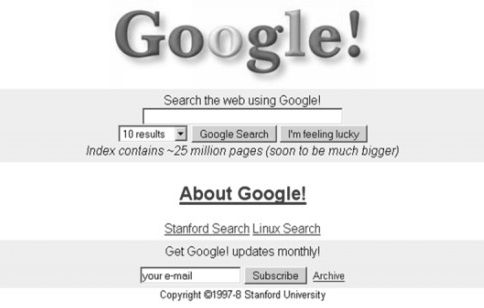 Google!
Search the web using Google!
10 results Google Search I'm feeling lucky
Index contains ~25 million pages (soon to be much bigger)
About Google!
Stanford Search Linux Search
Get Google! updates monthly!
your e-mail Subscribe Archive
Copyright ©1997-8 Stanford University